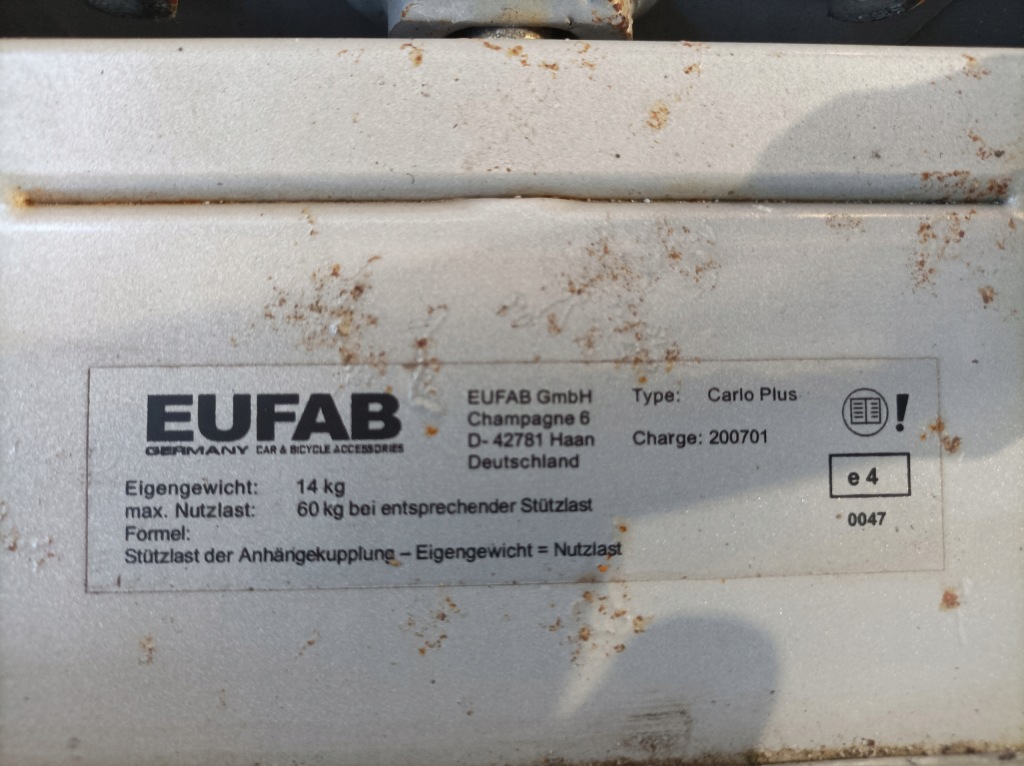 EUFAB
GERMANY CAR & BICYCLE ACCESSORIES
EUFAB GmbH
Champagne 6
D- 42781 Haan
Deutschland
Type: Carlo Plus
Charge: 200701
!
e 4
0047
Eigengewicht: 14 kg
max. Nutzlast: 60 kg bei entsprechender Stützlast
Formel:
Stützlast der Anhängekupplung – Eigengewicht = Nutzlast